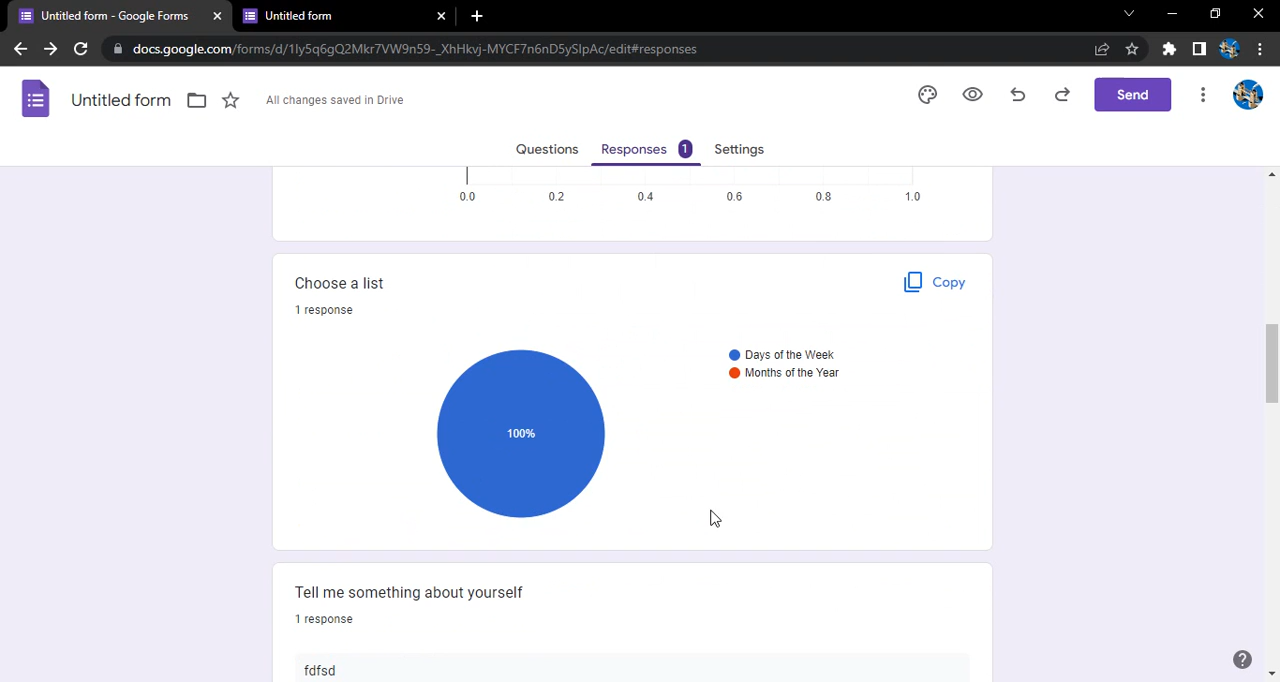 Untitled form - Google Forms
Untitled form
docs.google.com/forms/d/1Iy5q6gQ2Mkr7VW9n59-_XhHkvj-MYCF7n6nD5ySIpAc/edit#responses
Untitled form
All changes saved in Drive
Send
Questions
Responses 1
Settings
0.0 0.2 0.4 0.6 0.8 1.0
Choose a list
Copy
1 response
Days of the Week
Months of the Year
100%
Tell me something about yourself
1 response
fdfsd